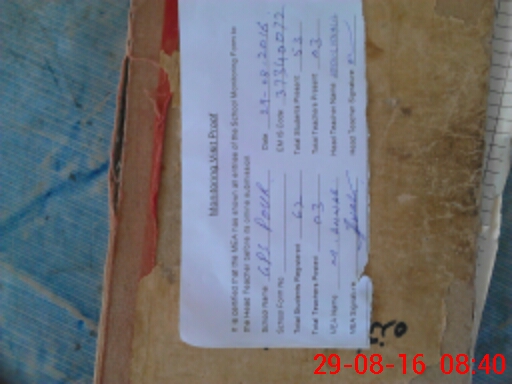 Monitoring Visit Proof
It is certified that the MEA has shown all entries of the School Monitoring Form to
the Head Teacher before its online submission
School Name GPS Date 29-08-2016
School Form No EMIS Code 37340072
Total Students Registered 62 Total Students Present 53
Total Teachers Posted 03 Total Teachers Present 03
MEA Name Head Teacher Name
MEA Signature Head Teacher Signature
29-08-16 08:40